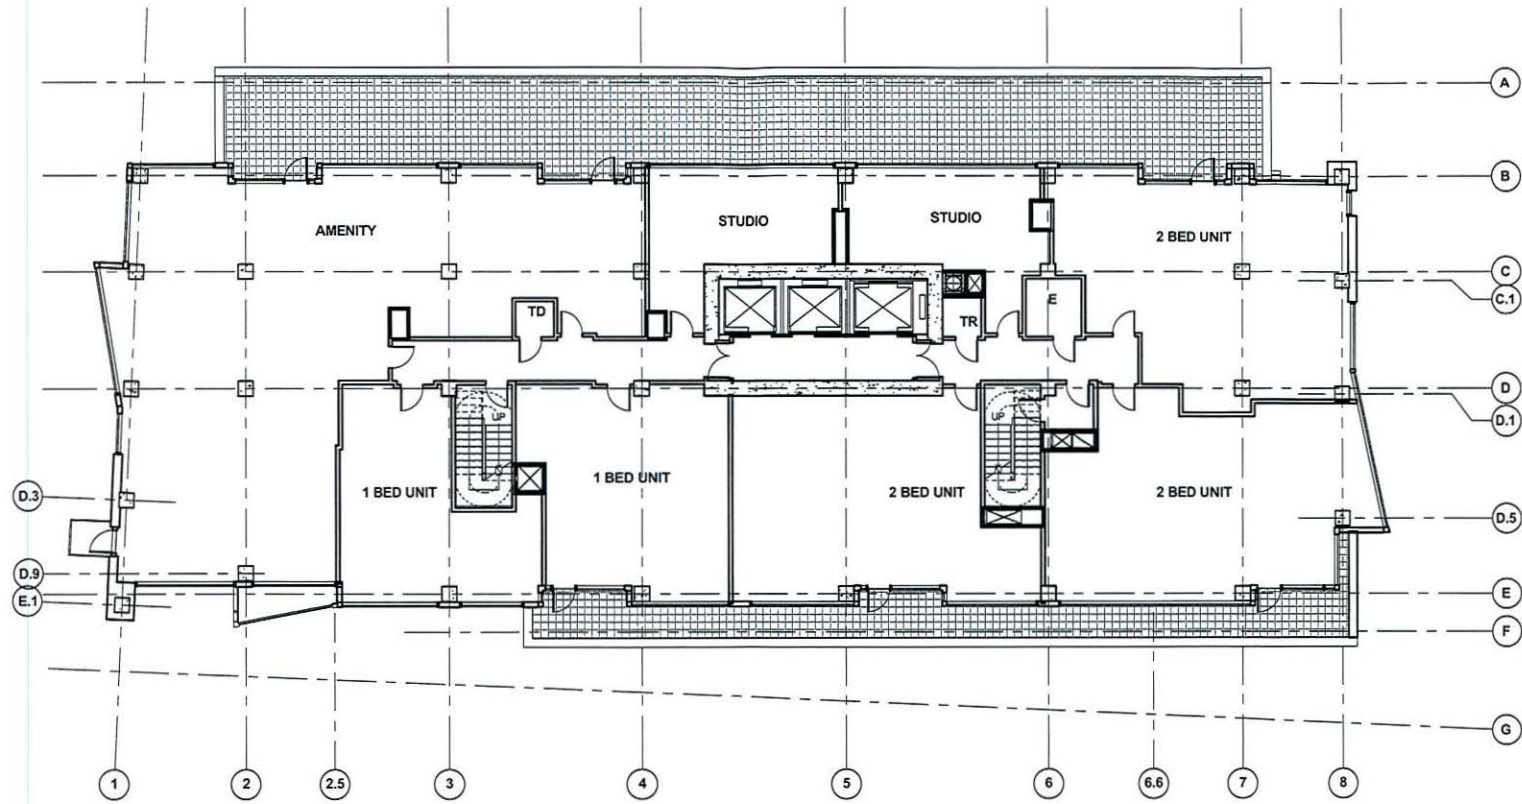 A
B
STUDIO
STUDIO
AMENITY
2 BED UNIT
C
C.1
E
TD
TR
D
UP
UP
D.1
1 BED UNIT
1 BED UNIT
2 BED UNIT
2 BED UNIT
D.3
D.5
D.9
E.1
E
F
G
1
2
2.5
3
4
5
6
6.6
7
8